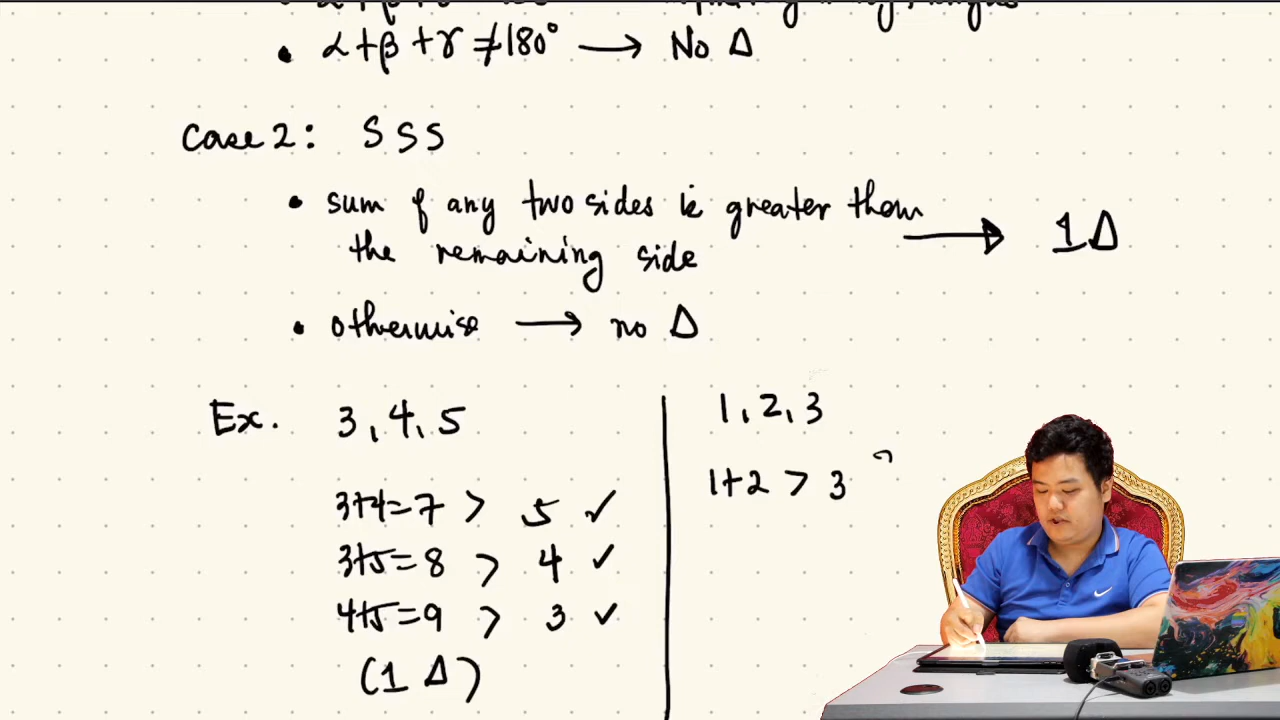 • α+β+γ ≠ 180° → No Δ
Case 2: SSS
• sum of any two sides is greater than
the remaining side → 1 Δ
• otherwise → no Δ
Ex. 3, 4, 5
3+4=7 > 5 ✓
3+5=8 > 4 ✓
4+5=9 > 3 ✓
(1 Δ)
1, 2, 3
1+2 > 3